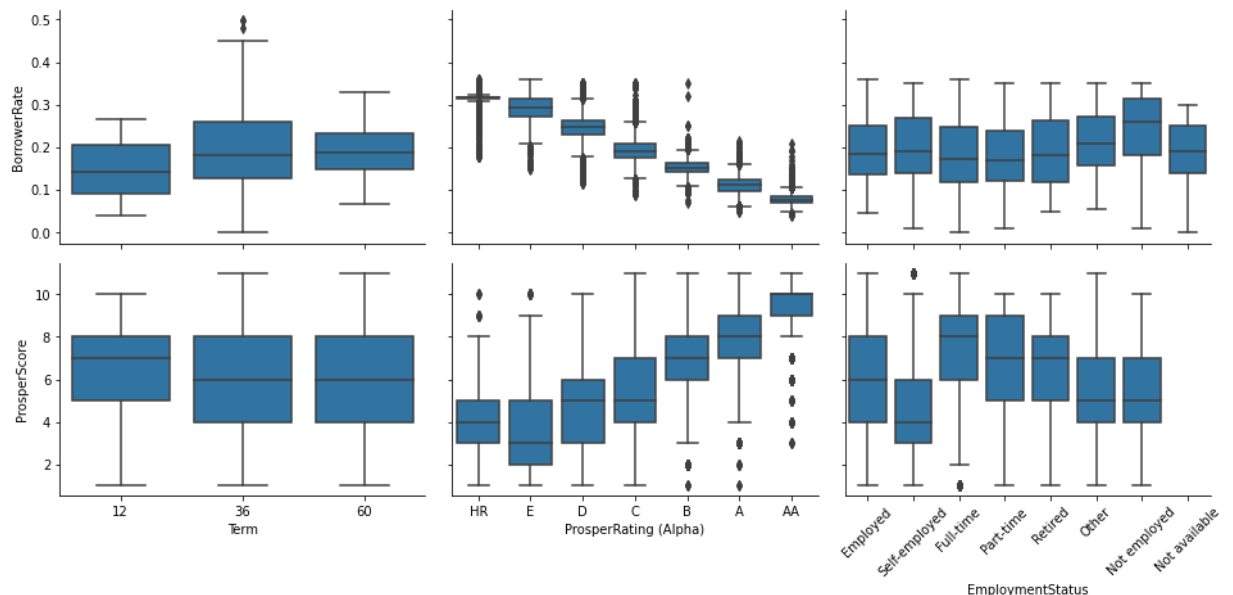 0.5
0.4
0.3
0.2
0.1
0.0
BorrowerRate
10
8
6
4
2
ProsperScore
12 36 60
Term
HR E D C B A AA
ProsperRating (Alpha)
Employed
Self-employed
Full-time
Part-time
Retired
Other
Not employed
Not available
EmploymentStatus